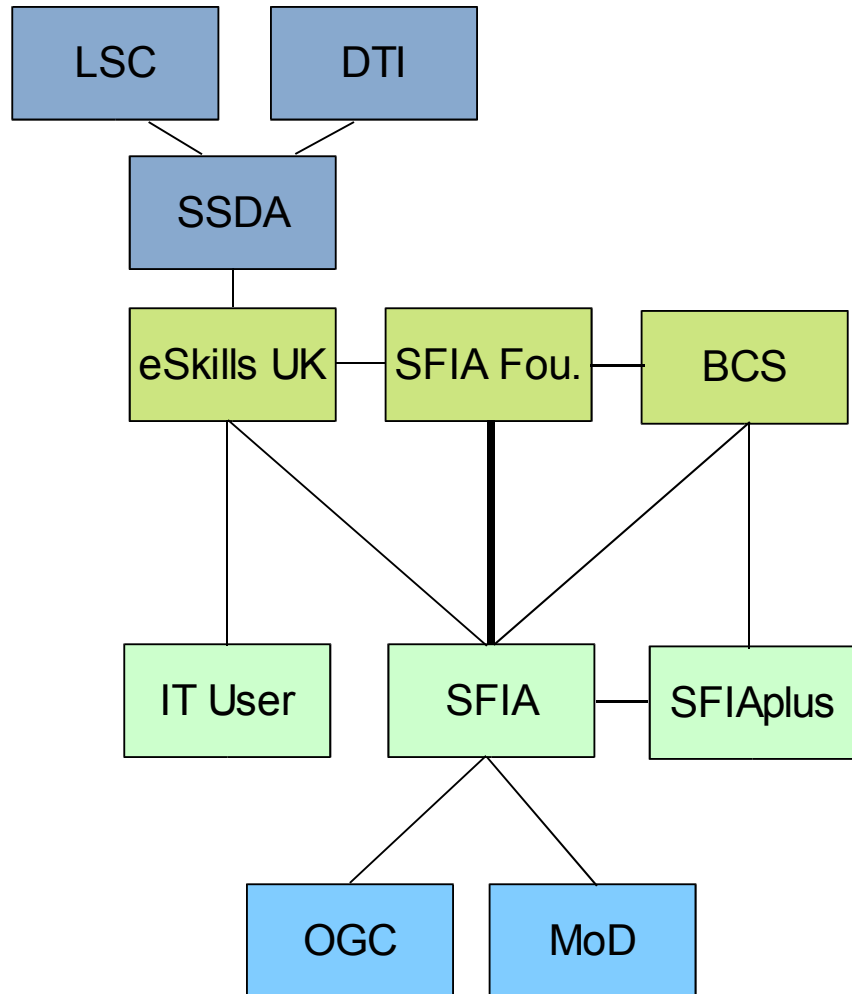 LSC
DTI
SSDA
eSkills UK
SFIA Fou.
BCS
IT User
SFIA
SFIAplus
OGC
MoD